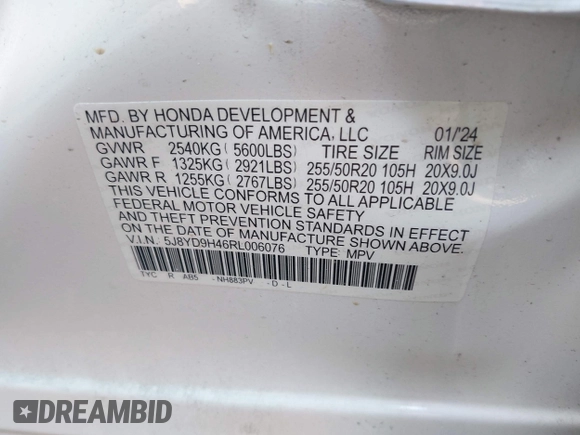 MFD. BY HONDA DEVELOPMENT &
MANUFACTURING OF AMERICA, LLC 01/'24
GVWR 2540KG( 5600LBS) TIRE SIZE RIM SIZE
GAWR F 1325KG( 2921LBS) 255/50R20 105H 20X9.0J
GAWR R 1255KG( 2767LBS) 255/50R20 105H 20X9.0J
THIS VEHICLE CONFORMS TO ALL APPLICABLE
FEDERAL MOTOR VEHICLE SAFETY
AND THEFT PREVENTION STANDARDS IN EFFECT
ON THE DATE OF MANUFACTURE SHOWN ABOVE.
V.I.N. 5J8YD9H46RL006076 TYPE: MPV
TYC R AB5 -NH883PV -D-L
DREAMBID